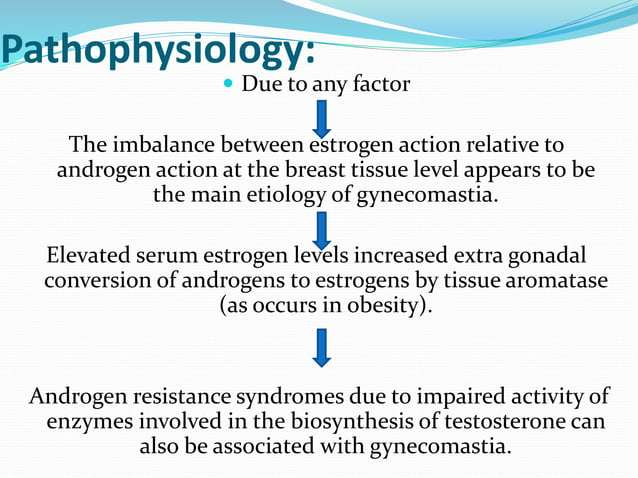 Pathophysiology:
• Due to any factor
The imbalance between estrogen action relative to
androgen action at the breast tissue level appears to be
the main etiology of gynecomastia.
Elevated serum estrogen levels increased extra gonadal
conversion of androgens to estrogens by tissue aromatase
(as occurs in obesity).
Androgen resistance syndromes due to impaired activity of
enzymes involved in the biosynthesis of testosterone can
also be associated with gynecomastia.